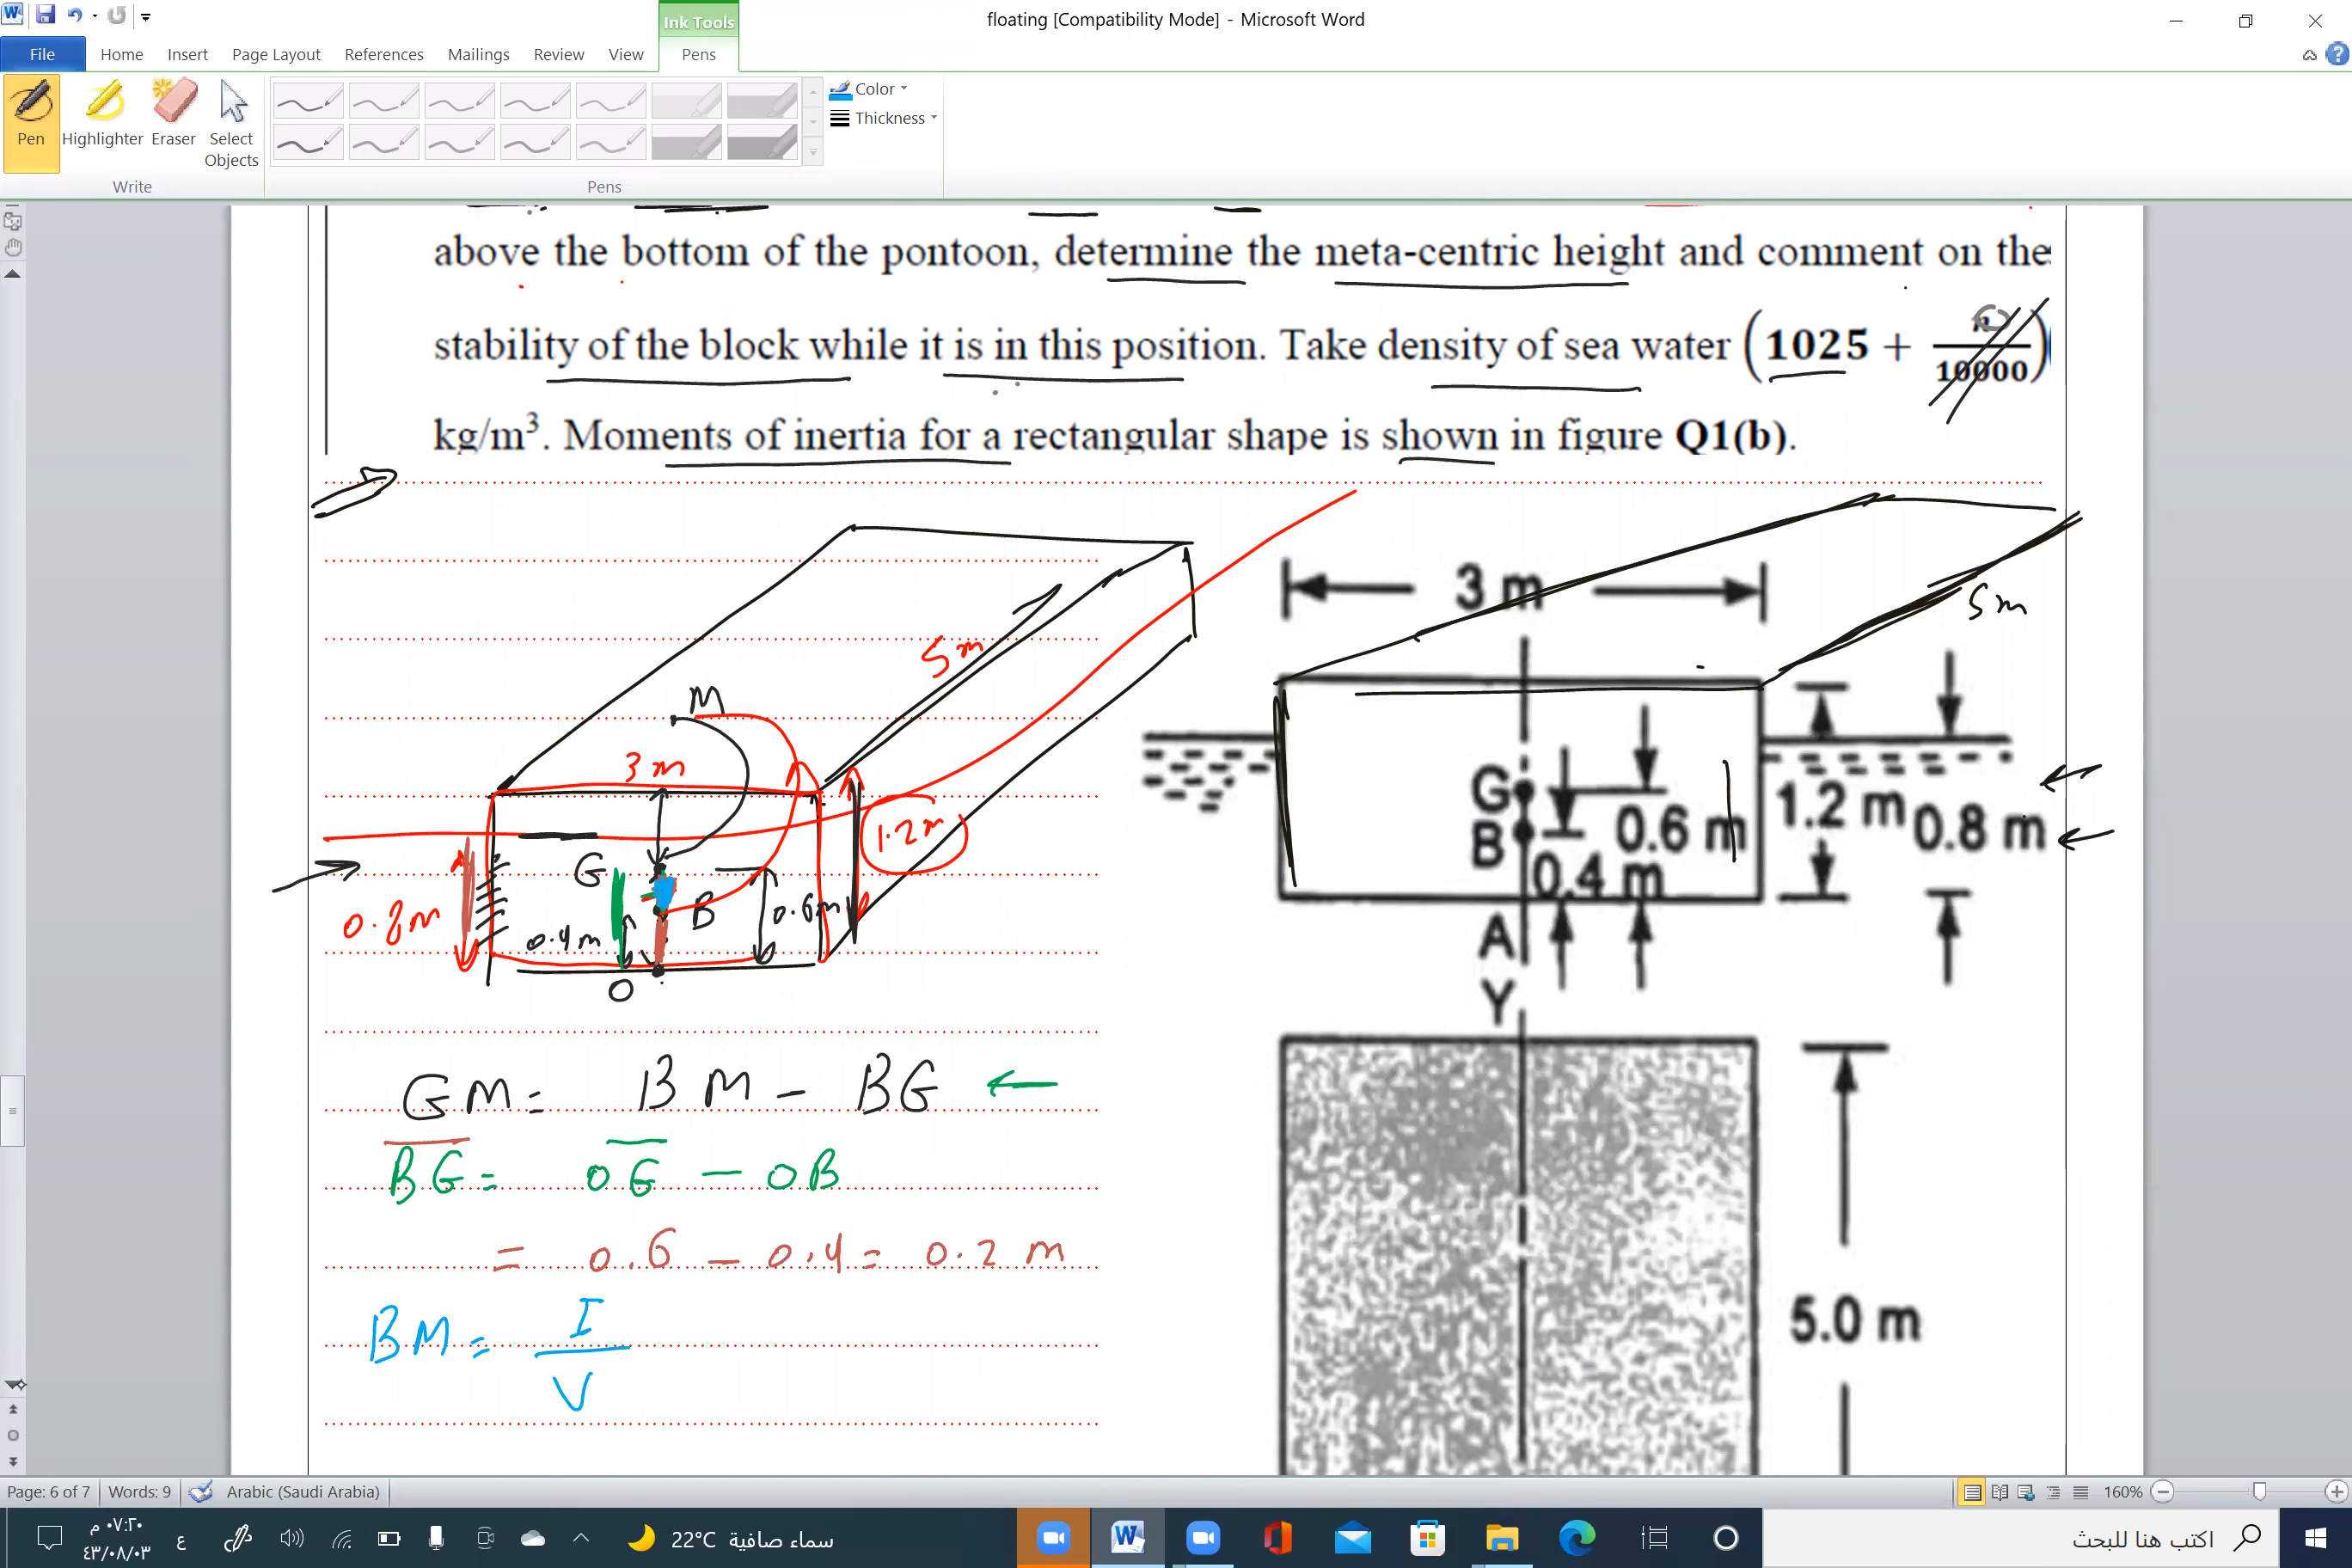 floating [Compatibility Mode] - Microsoft Word
Ink Tools
File Home Insert Page Layout References Mailings Review View Pens
Pen Highlighter Eraser Select Objects
Color
Thickness
Write
Pens
above the bottom of the pontoon, determine the meta-centric height and comment on the
stability of the block while it is in this position. Take density of sea water (1025 + n/10000)
kg/m³. Moments of inertia for a rectangular shape is shown in figure Q1(b).
3 m
5 m
5 m
M
3 m
1.2 m
G
B
0.8 m
0.4 m
0.6 m
O
G
B
0.6 m
0.4 m
1.2 m
0.8 m
A
Y
5.0 m
GM = BM - BG
BG = OG - OB
= 0.6 - 0.4 = 0.2 m
BM = I/V
Page: 6 of 7 Words: 9 Arabic (Saudi Arabia) 160%
٠٧:٢٠ م
٤٣/٠٨/٠٣
ع
22°C سماء صافية
اكتب هنا للبحث